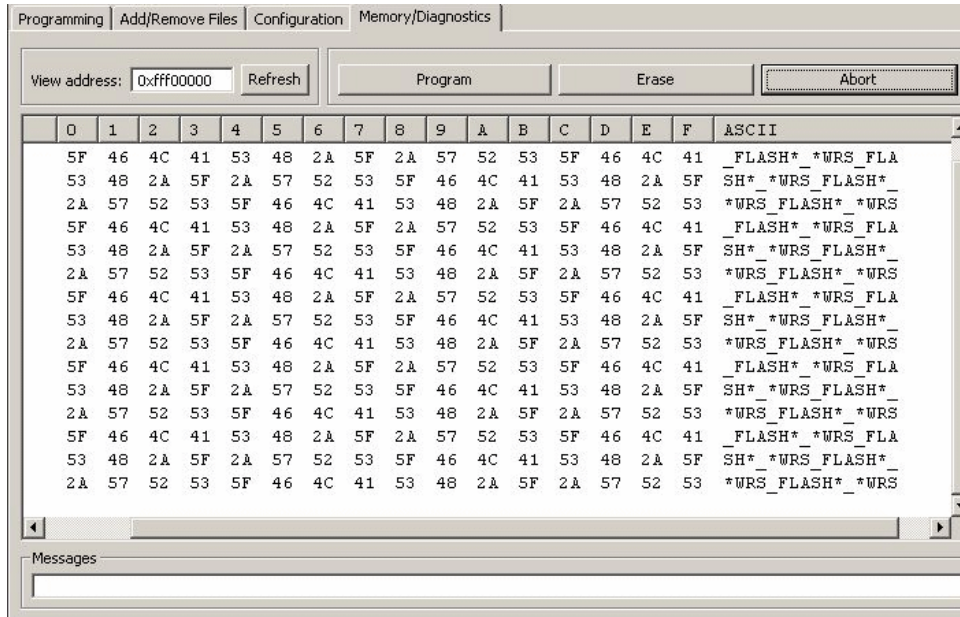 Programming Add/Remove Files Configuration Memory/Diagnostics
View address: 0xfff00000 Refresh Program Erase Abort
0 1 2 3 4 5 6 7 8 9 A B C D E F ASCII
5F 46 4C 41 53 48 2A 5F 2A 57 52 53 5F 46 4C 41 _FLASH*_*WRS_FLA
53 48 2A 5F 2A 57 52 53 5F 46 4C 41 53 48 2A 5F SH*_*WRS_FLASH*_
2A 57 52 53 5F 46 4C 41 53 48 2A 5F 2A 57 52 53 *WRS_FLASH*_*WRS
5F 46 4C 41 53 48 2A 5F 2A 57 52 53 5F 46 4C 41 _FLASH*_*WRS_FLA
53 48 2A 5F 2A 57 52 53 5F 46 4C 41 53 48 2A 5F SH*_*WRS_FLASH*_
2A 57 52 53 5F 46 4C 41 53 48 2A 5F 2A 57 52 53 *WRS_FLASH*_*WRS
5F 46 4C 41 53 48 2A 5F 2A 57 52 53 5F 46 4C 41 _FLASH*_*WRS_FLA
53 48 2A 5F 2A 57 52 53 5F 46 4C 41 53 48 2A 5F SH*_*WRS_FLASH*_
2A 57 52 53 5F 46 4C 41 53 48 2A 5F 2A 57 52 53 *WRS_FLASH*_*WRS
5F 46 4C 41 53 48 2A 5F 2A 57 52 53 5F 46 4C 41 _FLASH*_*WRS_FLA
53 48 2A 5F 2A 57 52 53 5F 46 4C 41 53 48 2A 5F SH*_*WRS_FLASH*_
2A 57 52 53 5F 46 4C 41 53 48 2A 5F 2A 57 52 53 *WRS_FLASH*_*WRS
5F 46 4C 41 53 48 2A 5F 2A 57 52 53 5F 46 4C 41 _FLASH*_*WRS_FLA
53 48 2A 5F 2A 57 52 53 5F 46 4C 41 53 48 2A 5F SH*_*WRS_FLASH*_
2A 57 52 53 5F 46 4C 41 53 48 2A 5F 2A 57 52 53 *WRS_FLASH*_*WRS
Messages